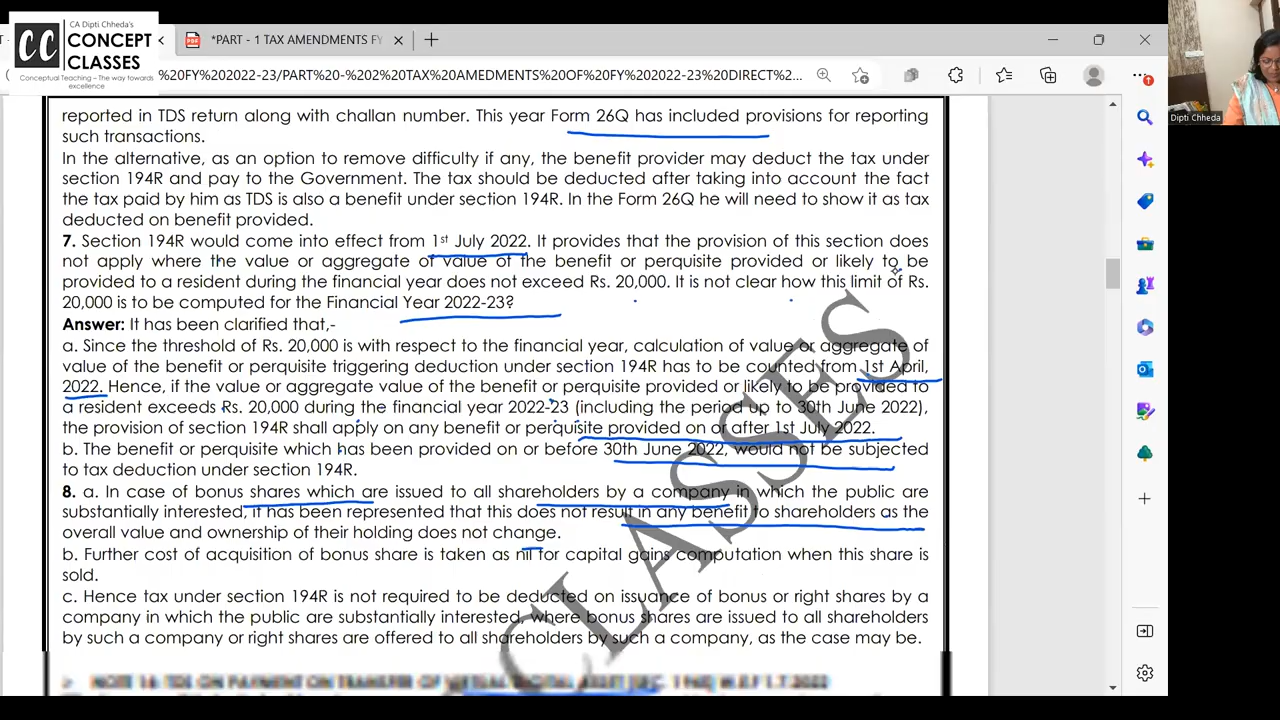 CA Dipti Chheda's
CONCEPT
CLASSES
Conceptual Teaching – The way towards
excellence
CC
*PART - 1 TAX AMENDMENTS FY
%20FY%202022-23/PART%20-%202%20TAX%20AMEDMENTS%20OF%20FY%202022-23%20DIRECT%2...
Dipti Chheda
reported in TDS return along with challan number. This year Form 26Q has included provisions for reporting
such transactions.
In the alternative, as an option to remove difficulty if any, the benefit provider may deduct the tax under
section 194R and pay to the Government. The tax should be deducted after taking into account the fact
the tax paid by him as TDS is also a benefit under section 194R. In the Form 26Q he will need to show it as tax
deducted on benefit provided.
7. Section 194R would come into effect from 1st July 2022. It provides that the provision of this section does
not apply where the value or aggregate of value of the benefit or perquisite provided or likely to be
provided to a resident during the financial year does not exceed Rs. 20,000. It is not clear how this limit of Rs.
20,000 is to be computed for the Financial Year 2022-23?
Answer: It has been clarified that,-
a. Since the threshold of Rs. 20,000 is with respect to the financial year, calculation of value or aggregate of
value of the benefit or perquisite triggering deduction under section 194R has to be counted from 1st April,
2022. Hence, if the value or aggregate value of the benefit or perquisite provided or likely to be provided to
a resident exceeds Rs. 20,000 during the financial year 2022-23 (including the period up to 30th June 2022),
the provision of section 194R shall apply on any benefit or perquisite provided on or after 1st July 2022.
b. The benefit or perquisite which has been provided on or before 30th June 2022, would not be subjected
to tax deduction under section 194R.
8. a. In case of bonus shares which are issued to all shareholders by a company in which the public are
substantially interested, it has been represented that this does not result in any benefit to shareholders as the
overall value and ownership of their holding does not change.
b. Further cost of acquisition of bonus share is taken as nil for capital gains computation when this share is
sold.
c. Hence tax under section 194R is not required to be deducted on issuance of bonus or right shares by a
company in which the public are substantially interested, where bonus shares are issued to all shareholders
by such a company or right shares are offered to all shareholders by such a company, as the case may be.
CLASSES